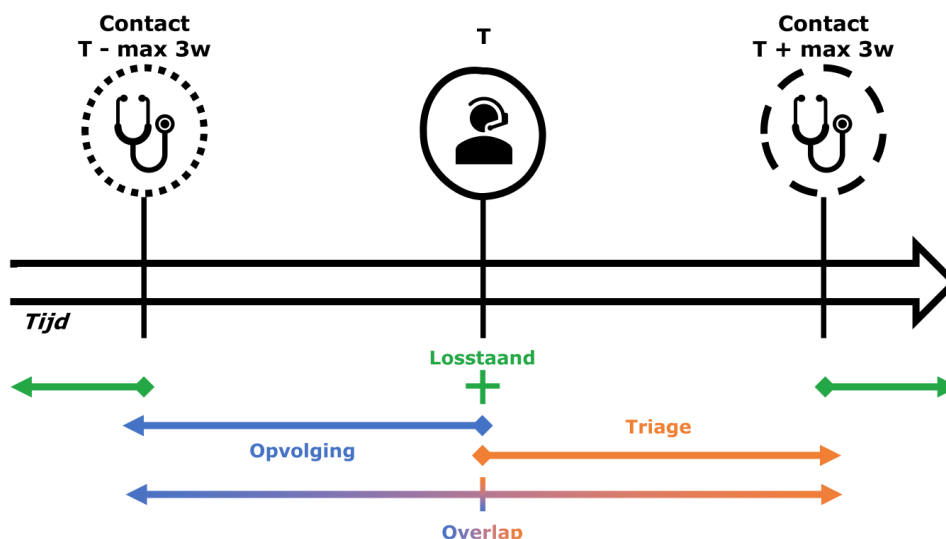 Contact
T - max 3w
T
Contact
T + max 3w
Tijd
Losstaand
Opvolging
Triage
Overlap